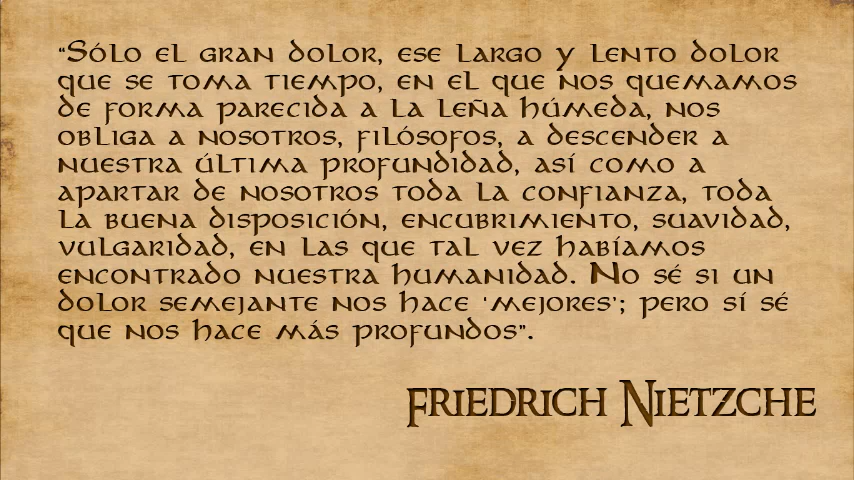 “Sólo el gran dolor, ese largo y lento dolor
que se toma tiempo, en el que nos quemamos
de forma parecida a la leña húmeda, nos
obliga a nosotros, filósofos, a descender a
nuestra última profundidad, así como a
apartar de nosotros toda la confianza, toda
la buena disposición, encubrimiento, suavidad,
vulgaridad, en las que tal vez habíamos
encontrado nuestra humanidad. No sé si un
dolor semejante nos hace 'mejores'; pero sí sé
que nos hace más profundos”.
Friedrich Nietzche